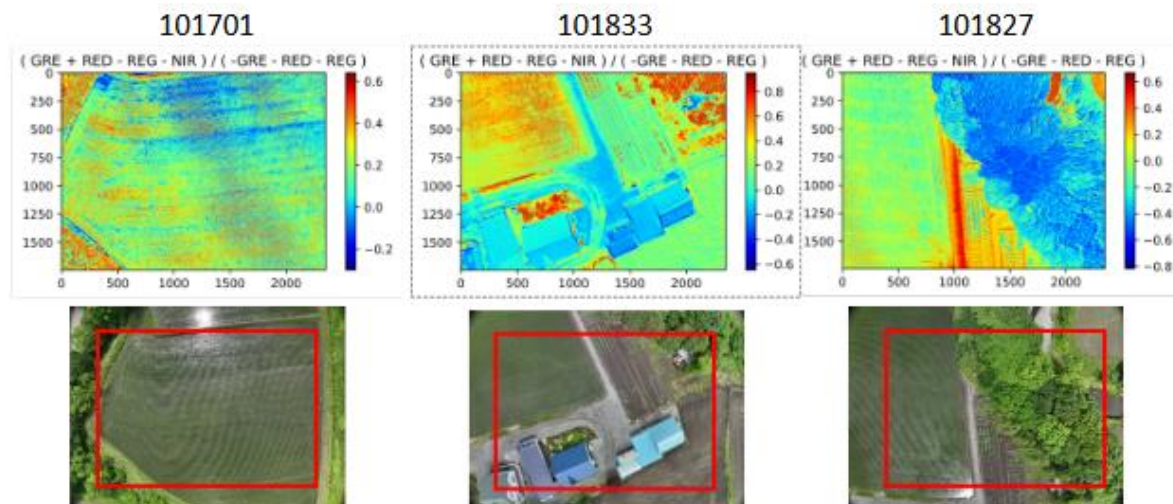 101701 101833 101827
( GRE + RED - REG - NIR ) / ( -GRE - RED - REG ) ( GRE + RED - REG - NIR ) / ( -GRE - RED - REG ) ( GRE + RED - REG - NIR ) / ( -GRE - RED - REG )
0 0.6 0 0.8 0 0.6
250 250 250 0.4
500 0.4 500 0.6 500 0.2
750 750 0.4 750 0.0
1000 0.2 1000 0.2 1000 −0.2
1250 0.0 1250 0.0 1250 −0.4
1500 −0.2 1500 −0.2 1500 −0.6
−0.4
−0.6 −0.8
0 500 1000 1500 2000 0 500 1000 1500 2000 0 500 1000 1500 2000